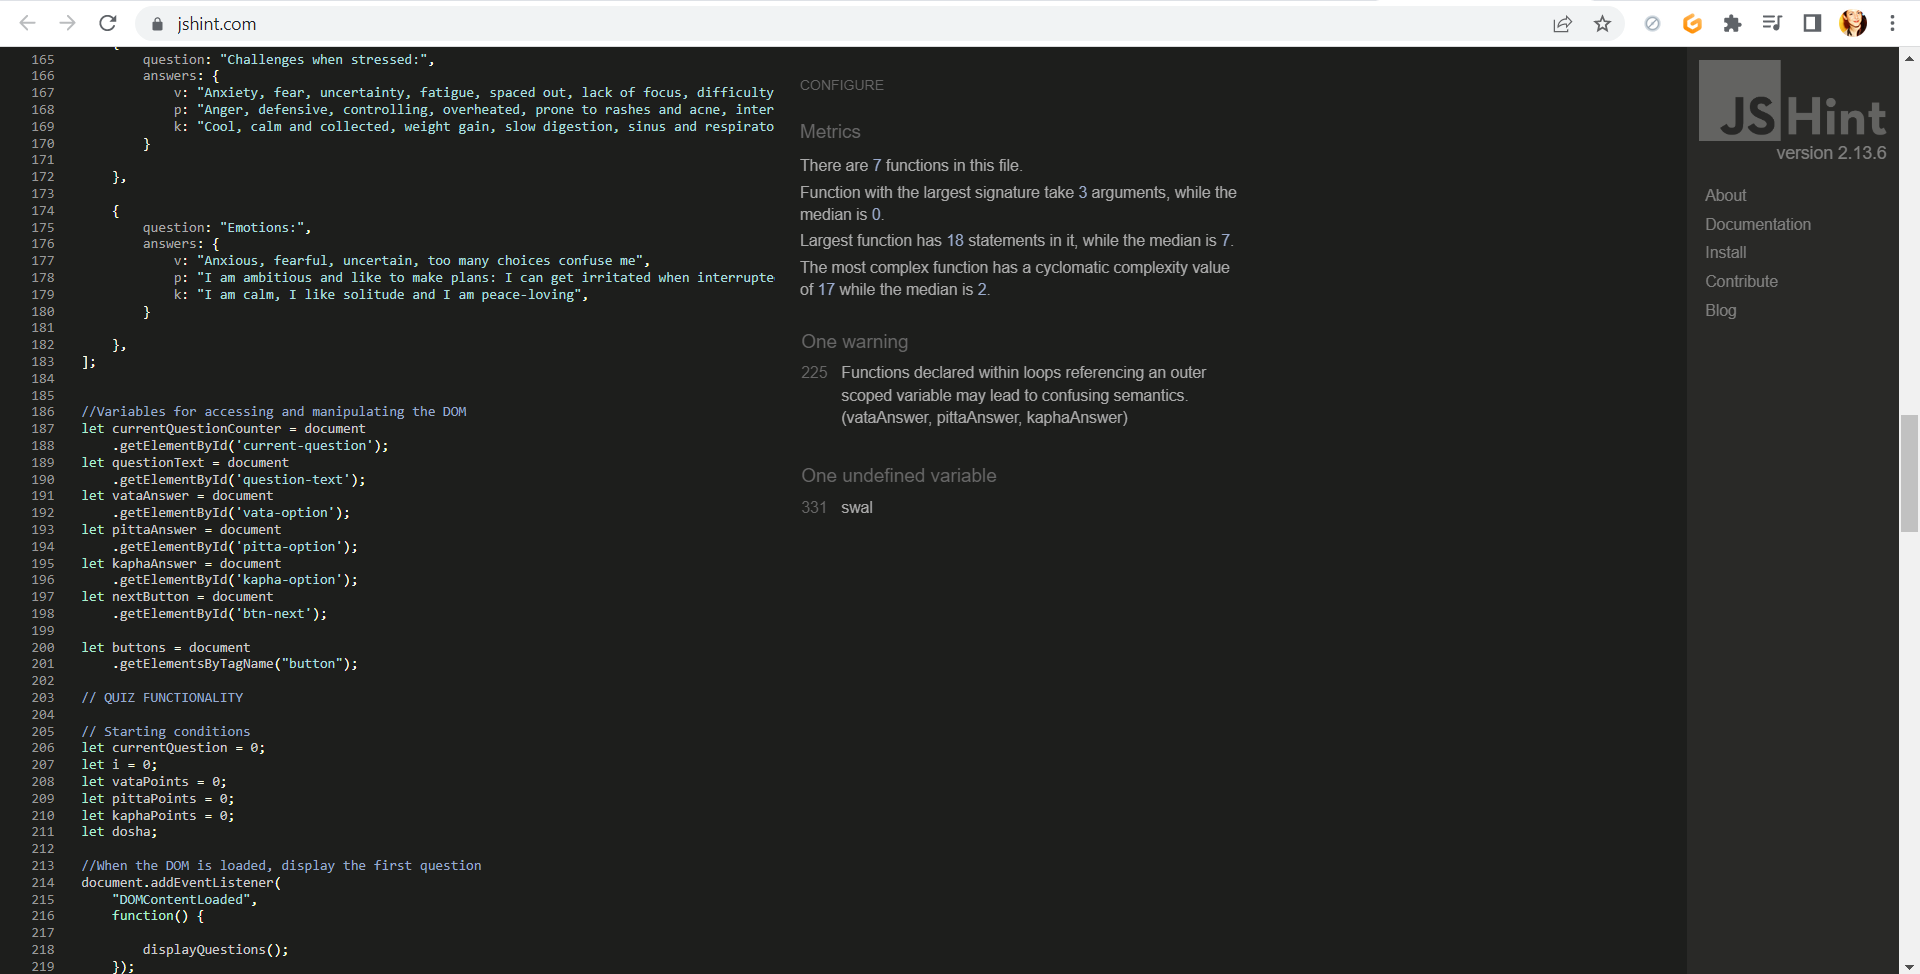 jshint.com
165 question: "Challenges when stressed:",
166 answers: {
167 v: "Anxiety, fear, uncertainty, fatigue, spaced out, lack of focus, difficulty
168 p: "Anger, defensive, controlling, overheated, prone to rashes and acne, inter
169 k: "Cool, calm and collected, weight gain, slow digestion, sinus and respirato
170 }
171
172 },
173
174 {
175 question: "Emotions:",
176 answers: {
177 v: "Anxious, fearful, uncertain, too many choices confuse me",
178 p: "I am ambitious and like to make plans: I can get irritated when interrupte
179 k: "I am calm, I like solitude and I am peace-loving",
180 }
181
182 },
183 ];
184
185
186 //Variables for accessing and manipulating the DOM
187 let currentQuestionCounter = document
188 .getElementById('current-question');
189 let questionText = document
190 .getElementById('question-text');
191 let vataAnswer = document
192 .getElementById('vata-option');
193 let pittaAnswer = document
194 .getElementById('pitta-option');
195 let kaphaAnswer = document
196 .getElementById('kapha-option');
197 let nextButton = document
198 .getElementById('btn-next');
199
200 let buttons = document
201 .getElementsByTagName("button");
202
203 // QUIZ FUNCTIONALITY
204
205 // Starting conditions
206 let currentQuestion = 0;
207 let i = 0;
208 let vataPoints = 0;
209 let pittaPoints = 0;
210 let kaphaPoints = 0;
211 let dosha;
212
213 //When the DOM is loaded, display the first question
214 document.addEventListener(
215 "DOMContentLoaded",
216 function() {
217
218 displayQuestions();
219 });
CONFIGURE
Metrics
There are 7 functions in this file.
Function with the largest signature take 3 arguments, while the
median is 0.
Largest function has 18 statements in it, while the median is 7.
The most complex function has a cyclomatic complexity value
of 17 while the median is 2.
One warning
225 Functions declared within loops referencing an outer
scoped variable may lead to confusing semantics.
(vataAnswer, pittaAnswer, kaphaAnswer)
One undefined variable
331 swal
JSHint
version 2.13.6
About
Documentation
Install
Contribute
Blog